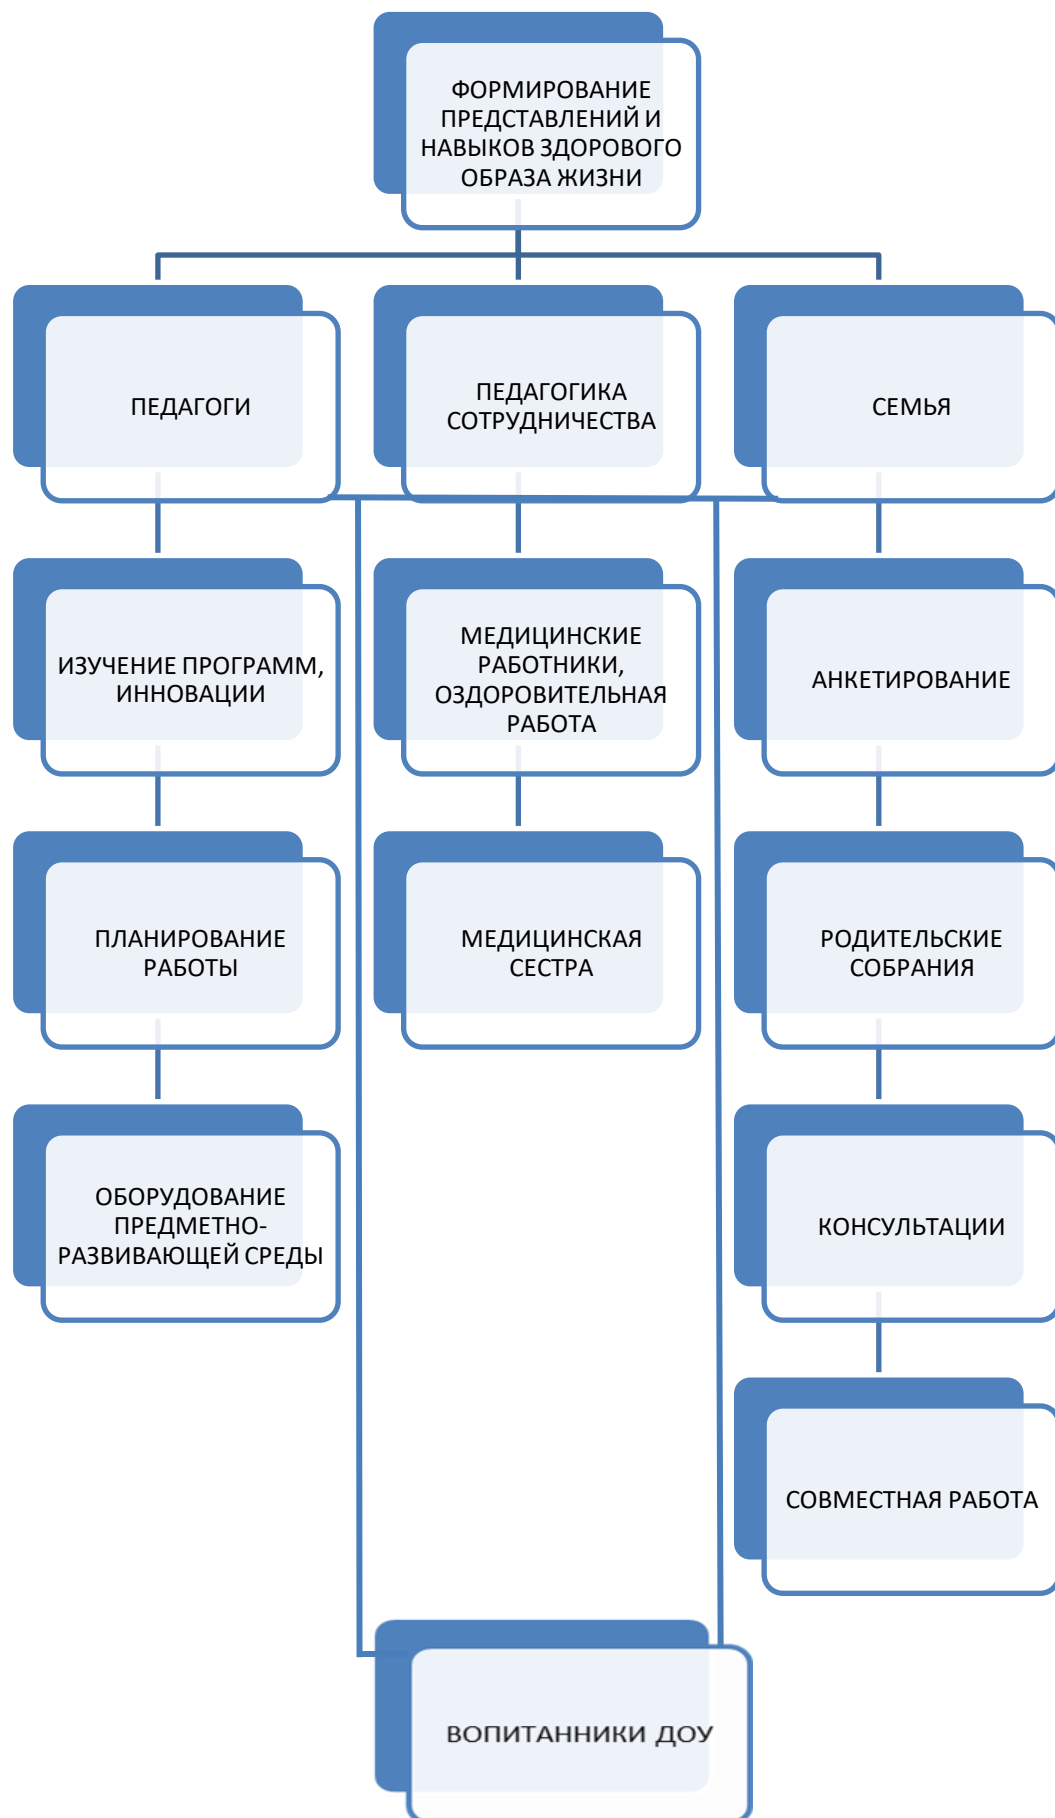 ФОРМИРОВАНИЕ
ПРЕДСТАВЛЕНИЙ И
НАВЫКОВ ЗДОРОВОГО
ОБРАЗА ЖИЗНИ
ПЕДАГОГИ
ПЕДАГОГИКА
СОТРУДНИЧЕСТВА
СЕМЬЯ
ИЗУЧЕНИЕ ПРОГРАММ,
ИННОВАЦИИ
МЕДИЦИНСКИЕ
РАБОТНИКИ,
ОЗДОРОВИТЕЛЬНАЯ
РАБОТА
АНКЕТИРОВАНИЕ
ПЛАНИРОВАНИЕ
РАБОТЫ
МЕДИЦИНСКАЯ
СЕСТРА
РОДИТЕЛЬСКИЕ
СОБРАНИЯ
ОБОРУДОВАНИЕ
ПРЕДМЕТНО-
РАЗВИВАЮЩЕЙ СРЕДЫ
КОНСУЛЬТАЦИИ
СОВМЕСТНАЯ РАБОТА
ВОПИТАННИКИ ДОУ